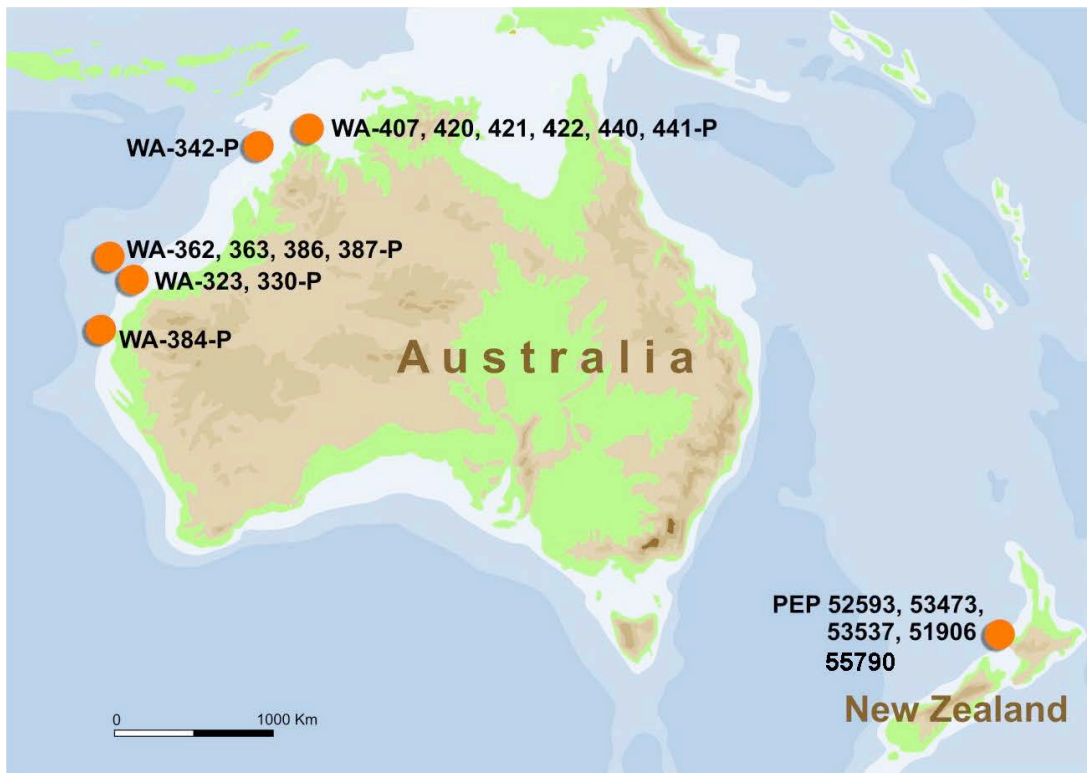 WA-407, 420, 421, 422, 440, 441-P
WA-342-P
WA-362, 363, 386, 387-P
WA-323, 330-P
WA-384-P
Australia
PEP 52593, 53473,
53537, 51906
55790
New Zealand
0 1000 Km